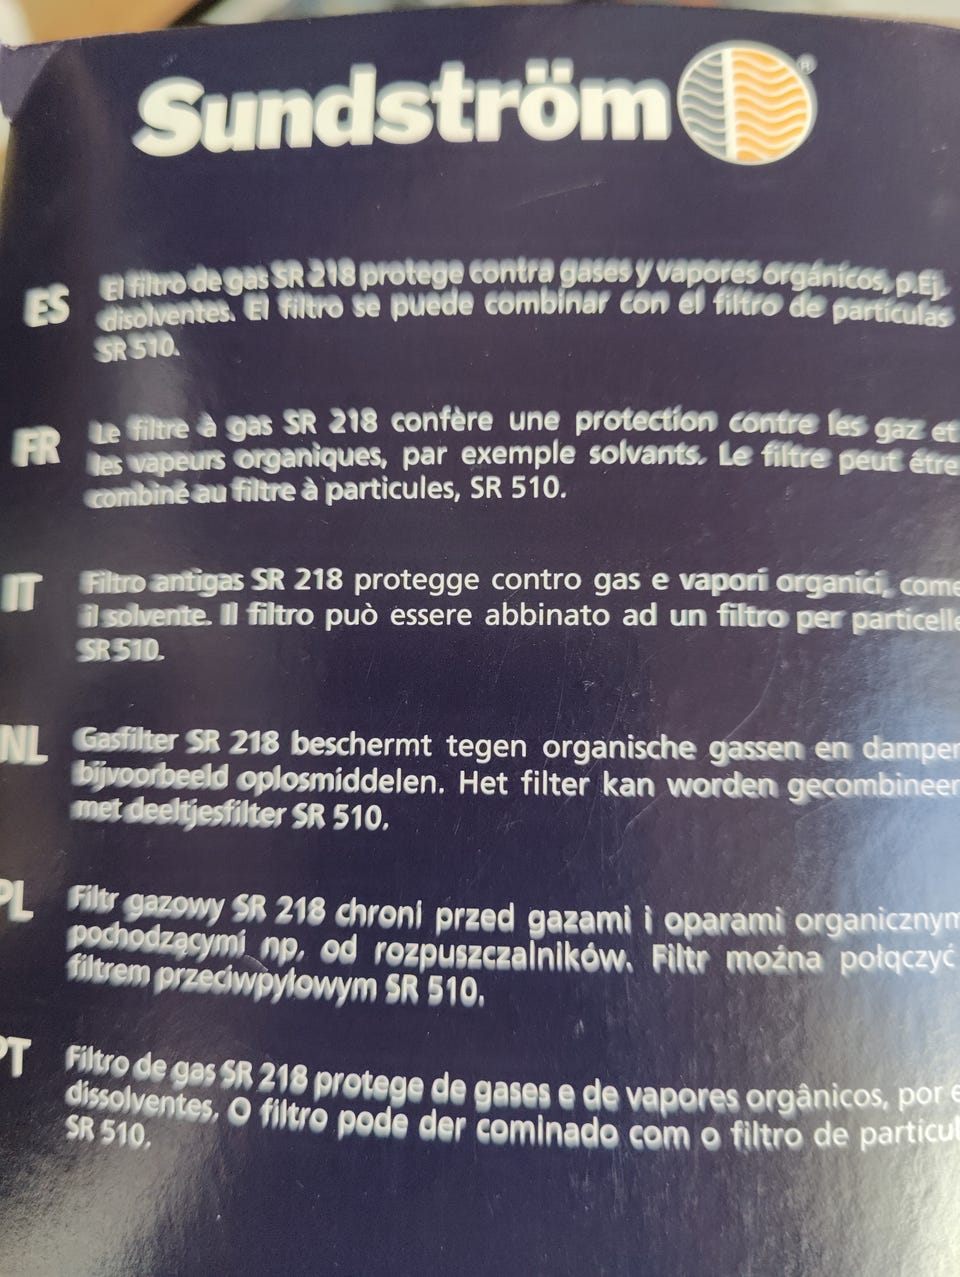 Sundström ®
ES El filtro de gas SR 218 protege contra gases y vapores orgánicos, p.Ej.
disolventes. El filtro se puede combinar con el filtro de partículas
SR 510.
FR Le filtre à gas SR 218 confère une protection contre les gaz et
les vapeurs organiques, par exemple solvants. Le filtre peut être
combiné au filtre à particules, SR 510.
IT Filtro antigas SR 218 protegge contro gas e vapori organici, come
il solvente. Il filtro può essere abbinato ad un filtro per particelle
SR 510.
NL Gasfilter SR 218 beschermt tegen organische gassen en dampen
bijvoorbeeld oplosmiddelen. Het filter kan worden gecombineer
met deeltjesfilter SR 510.
PL Filtr gazowy SR 218 chroni przed gazami i oparami organicznym
pochodzącymi np. od rozpuszczalników. Filtr można połqczyć
filtrem przeciwpyłowym SR 510.
PT Filtro de gas SR 218 protege de gases e de vapores orgânicos, por e
dissolventes. O filtro pode der cominado com o filtro de particul
SR 510.